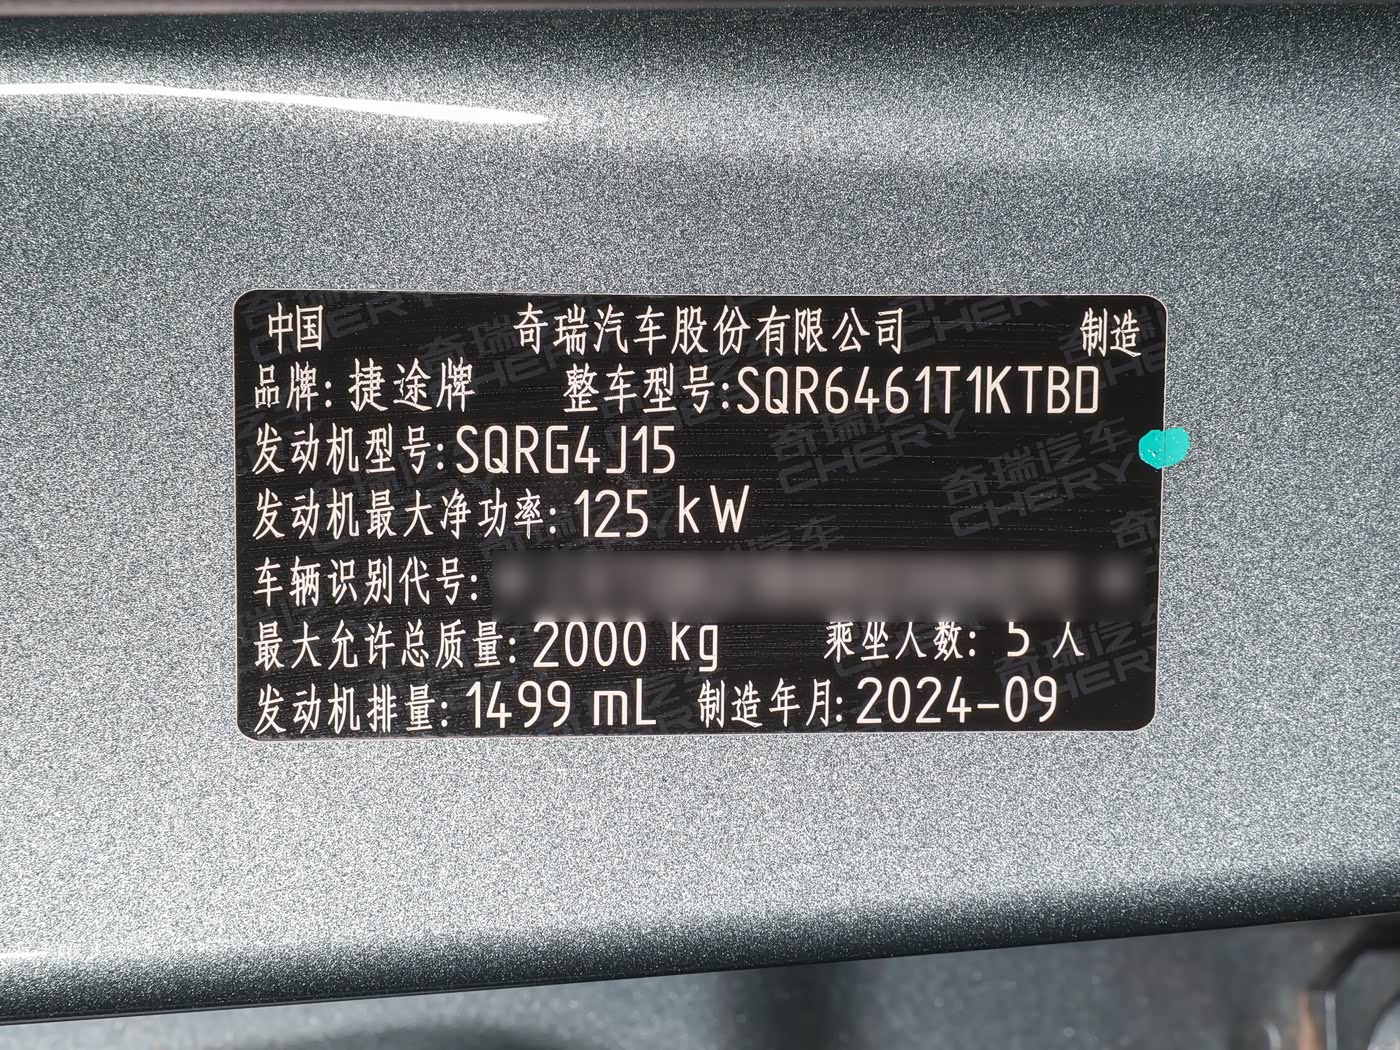 中国 奇瑞汽车股份有限公司 制造
品牌: 捷途牌 整车型号:SQR6461T1KTBD
发动机型号:SQRG4J15
发动机最大净功率: 125 kW
车辆识别代号:
最大允许总质量: 2000 kg 乘坐人数: 5 人
发动机排量: 1499 mL 制造年月: 2024-09